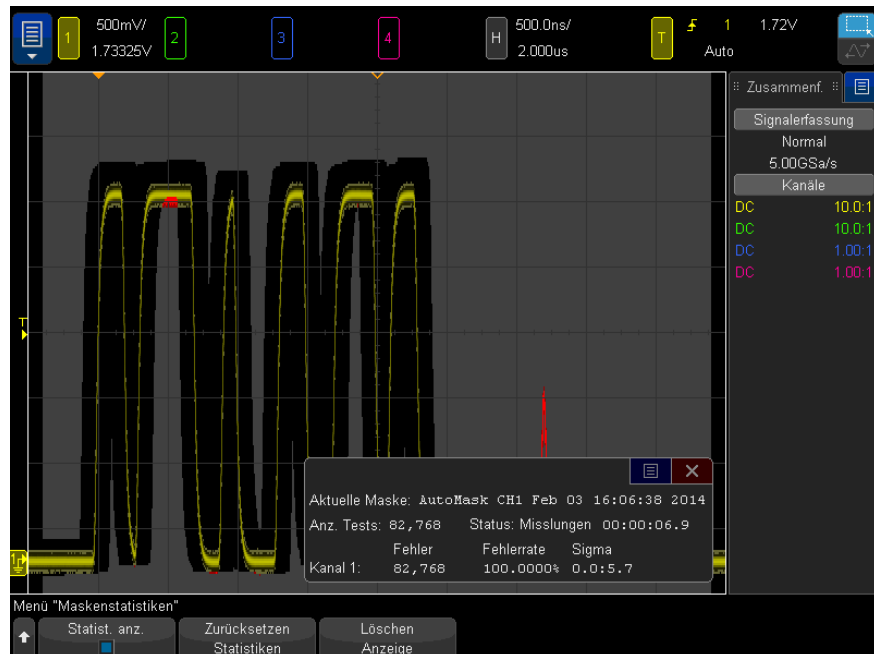 500mV/
1
1.73325V
2
3
4
H
500.0ns/
2.000us
T
1
1.72V
Auto
Zusammenf.
Signalerfassung
Normal
5.00GSa/s
Kanäle
DC 10.0:1
DC 10.0:1
DC 1.00:1
DC 1.00:1
T
Aktuelle Maske: AutoMask CH1 Feb 03 16:06:38 2014
Anz. Tests: 82,768 Status: Misslungen 00:00:06.9
Fehler Fehlerrate Sigma
Kanal 1: 82,768 100.0000% 0.0:5.7
Menü "Maskenstatistiken"
Statist. anz.
Zurücksetzen
Statistiken
Löschen
Anzeige